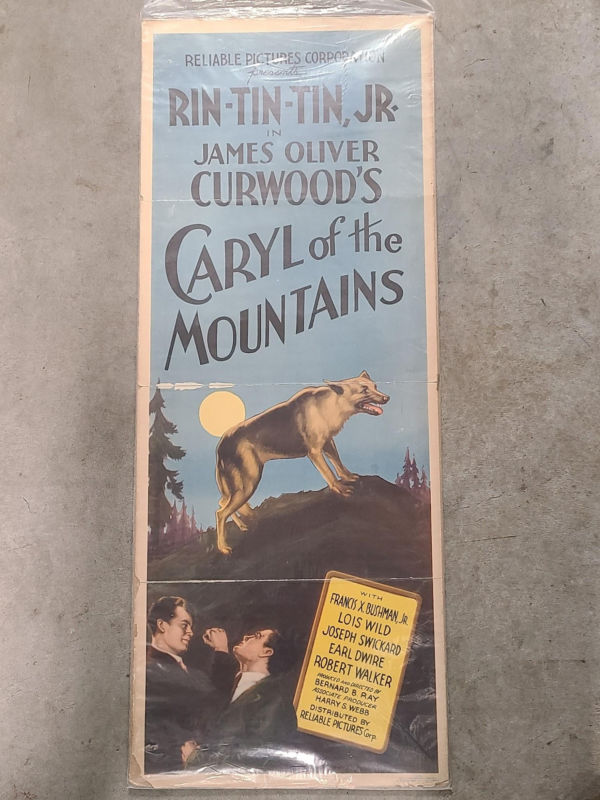 RELIABLE PICTURES CORPORATION
presents
RIN-TIN-TIN, JR.
IN
JAMES OLIVER
CURWOOD'S
CARYL of the
MOUNTAINS
WITH
FRANCIS X. BUSHMAN, JR.
LOIS WILD
JOSEPH SWICKARD
EARL DWIRE
ROBERT WALKER
PRODUCED AND DIRECTED BY
BERNARD B. RAY
ASSOCIATE PRODUCER
HARRY S. WEBB
DISTRIBUTED BY
RELIABLE PICTURES Corp.